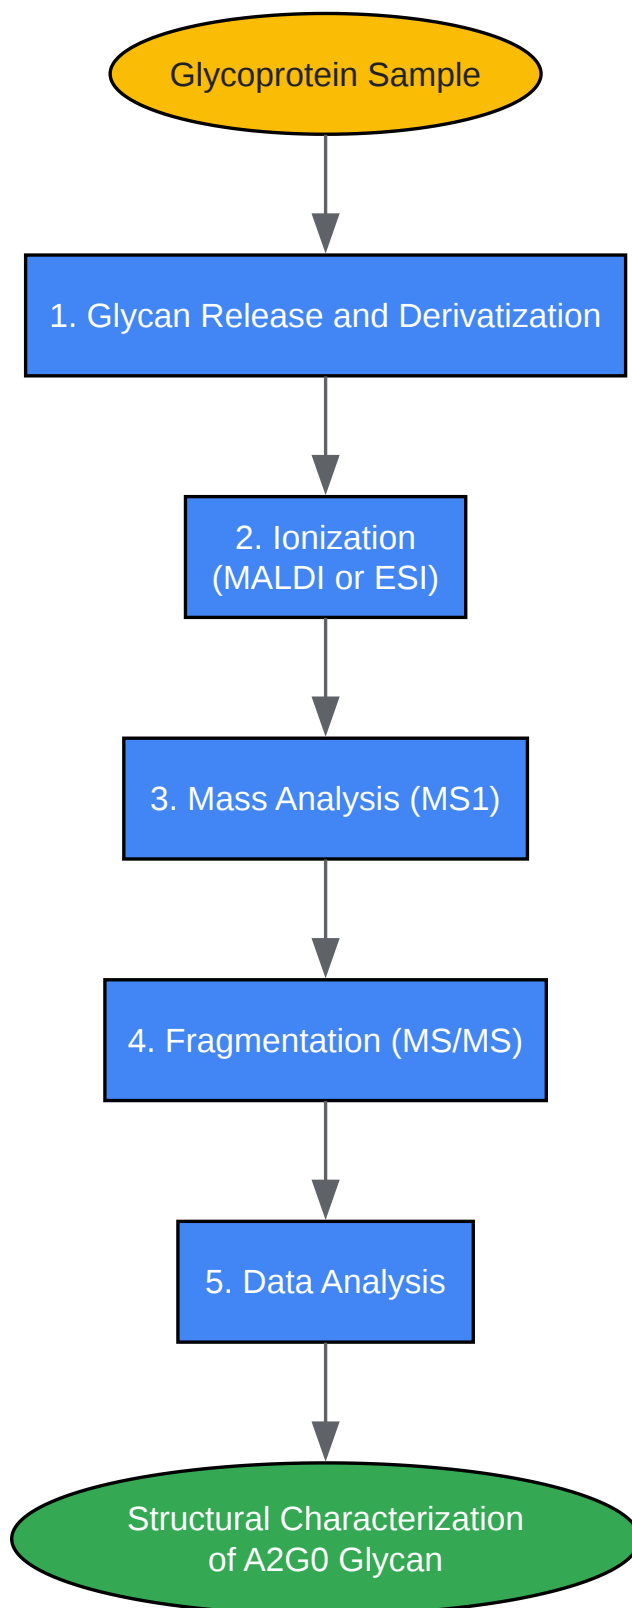 Glycoprotein Sample
1. Glycan Release and Derivatization
2. Ionization
(MALDI or ESI)
3. Mass Analysis (MS1)
4. Fragmentation (MS/MS)
5. Data Analysis
Structural Characterization
of A2G0 Glycan